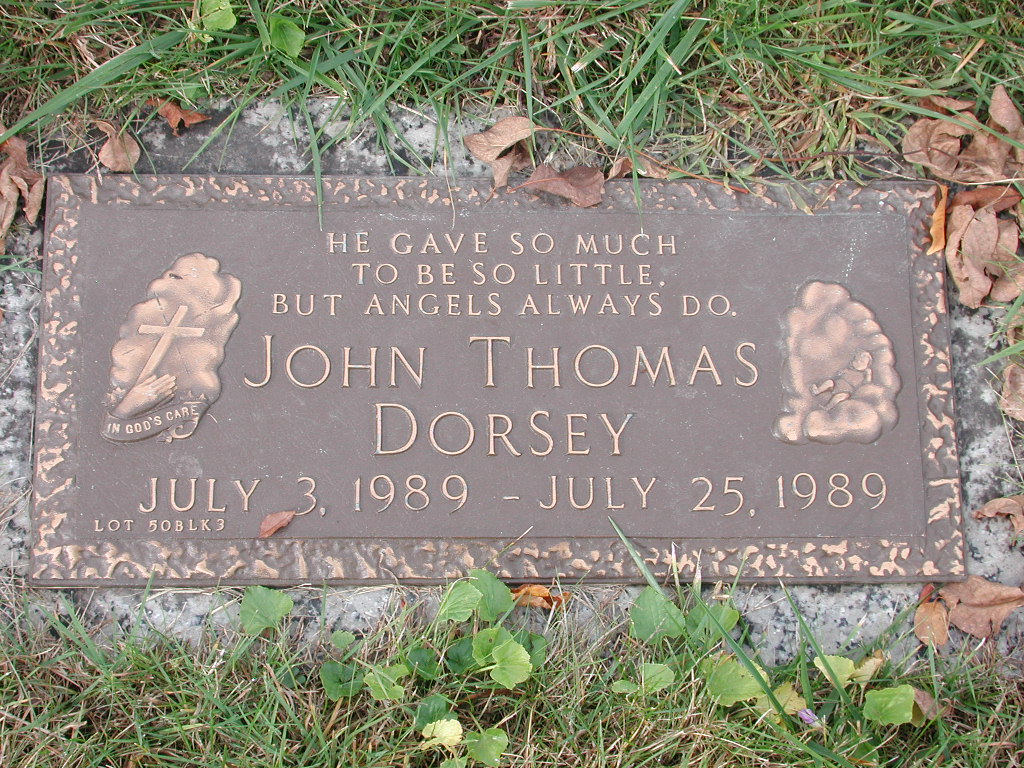 HE GAVE SO MUCH
TO BE SO LITTLE.
BUT ANGELS ALWAYS DO.
JOHN THOMAS
DORSEY
IN GOD'S CARE
JULY 3, 1989 - JULY 25, 1989
LOT 50BLK3